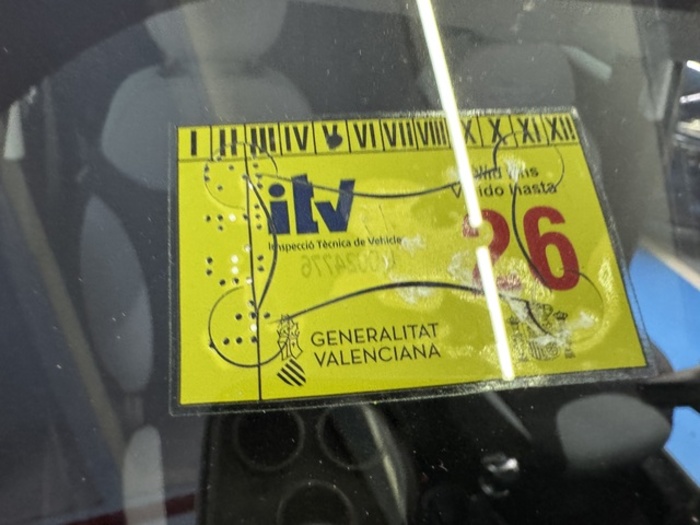 I II III IV V VI VII VIII IX X XI XII
itv
Vàlid fins
Válido hasta
Inspecció Tècnica de Vehicles
26
GENERALITAT
VALENCIANA